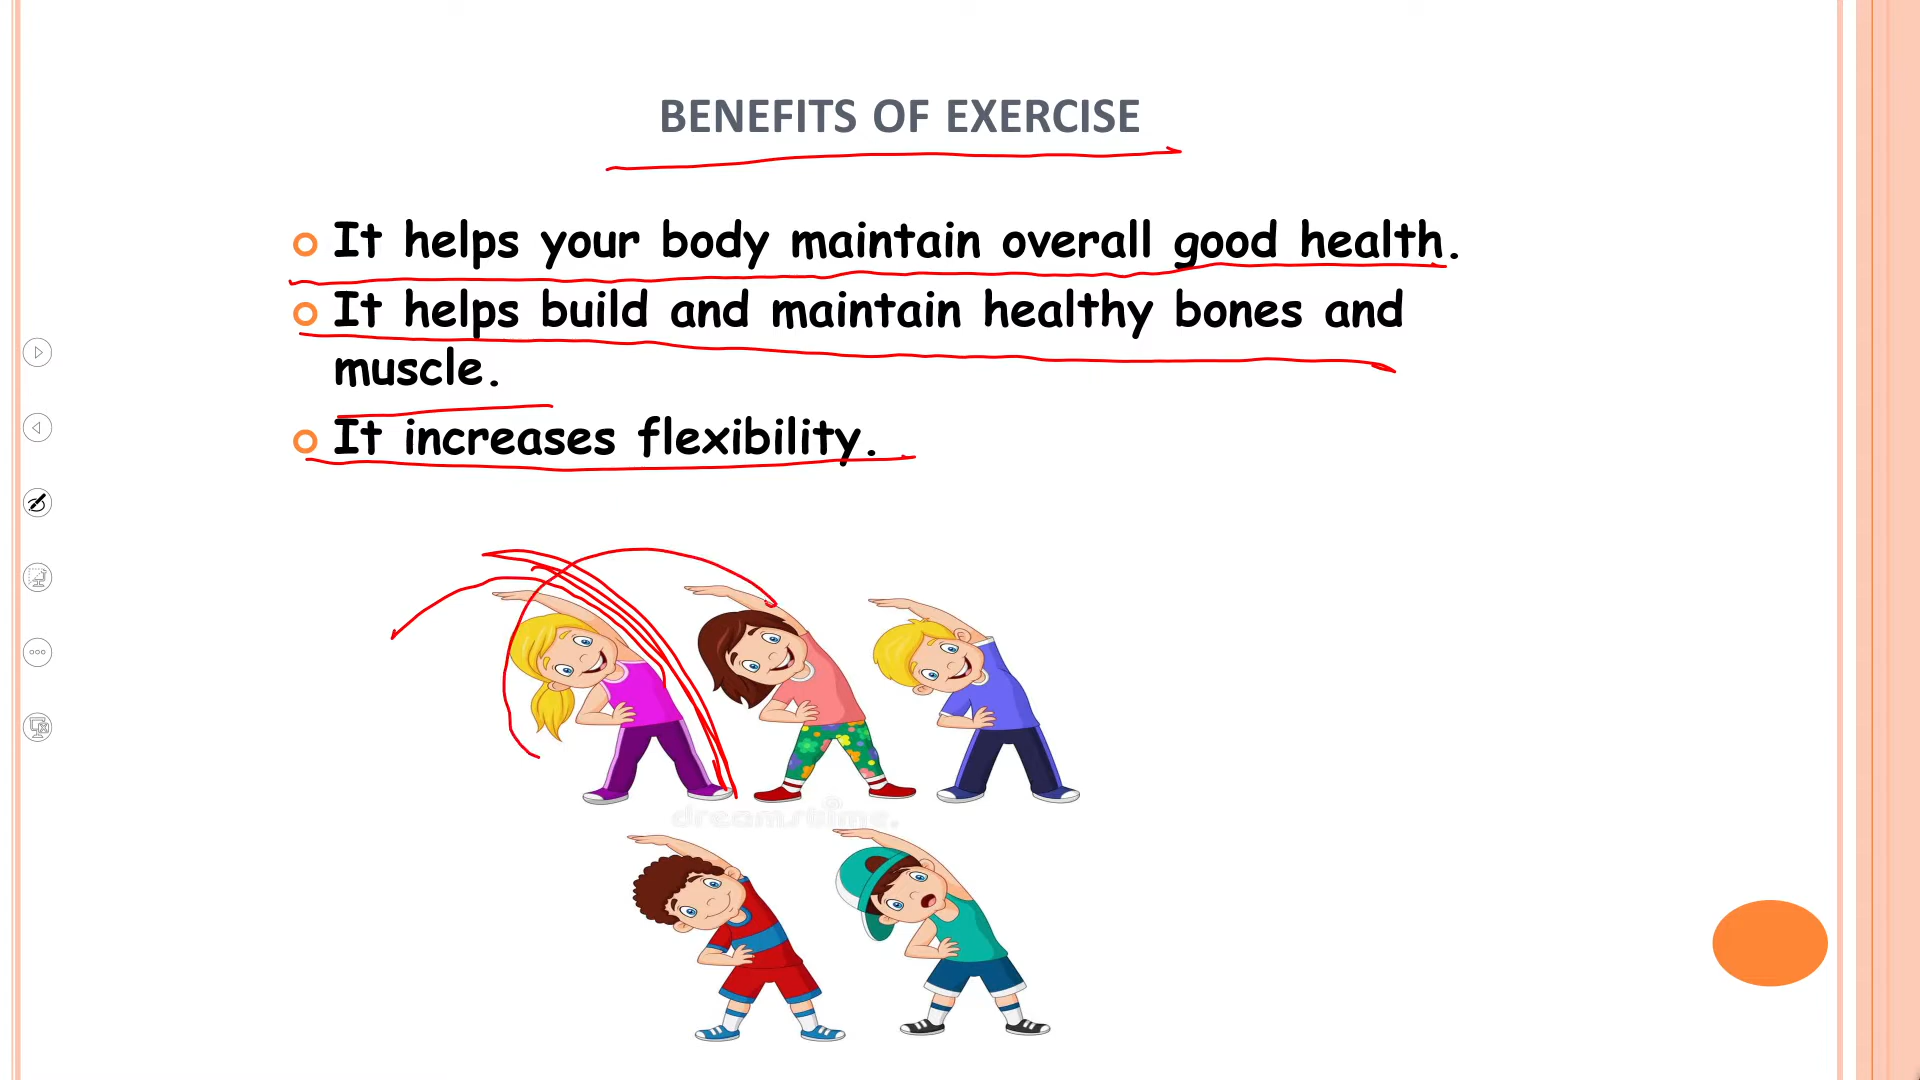 BENEFITS OF EXERCISE
It helps your body maintain overall good health.
It helps build and maintain healthy bones and
muscle.
It increases flexibility.
dreamstime.